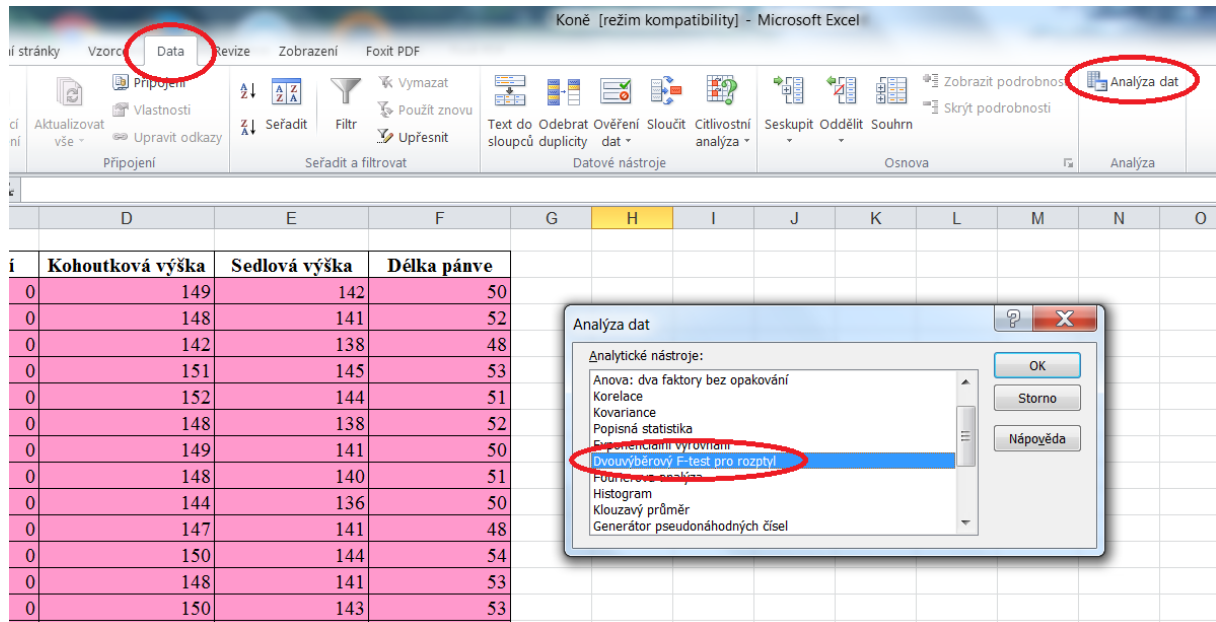 Koně [režim kompatibility] - Microsoft Excel
ní stránky Vzorce Data Revize Zobrazení Foxit PDF
Připojení Vymazat Zobrazit podrobnosti Analýza dat
Vlastnosti Použít znovu Skrýt podrobnosti
Aktualizovat vše Upravit odkazy Seřadit Filtr Upřesnit Text do sloupců Odebrat duplicity Ověření dat Sloučit Citlivostní analýza Seskupit Oddělit Souhrn
Připojení Seřadit a filtrovat Datové nástroje Osnova Analýza
D E F G H I J K L M N O
í Kohoutková výška Sedlová výška Délka pánve
0 149 142 50
0 148 141 52
0 142 138 48
0 151 145 53
0 152 144 51
0 148 138 52
0 149 141 50
0 148 140 51
0 144 136 50
0 147 141 48
0 150 144 54
0 148 141 53
0 150 143 53
Analýza dat
Analytické nástroje:
Anova: dva faktory bez opakování
Korelace
Kovariance
Popisná statistika
Exponenciální vyrovnání
Dvouvýběrový F-test pro rozptyl
Fourierova analýza
Histogram
Klouzavý průměr
Generátor pseudonáhodných čísel
OK
Storno
Nápověda